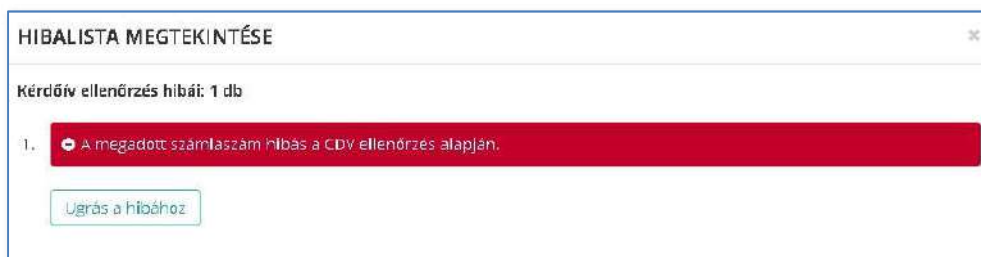 HIBALISTA MEGTEKINTÉSE
Kérdőív ellenőrzés hibái: 1 db
1. A megadott számlaszám hibás a CDV ellenőrzés alapján.
Ugrás a hibához